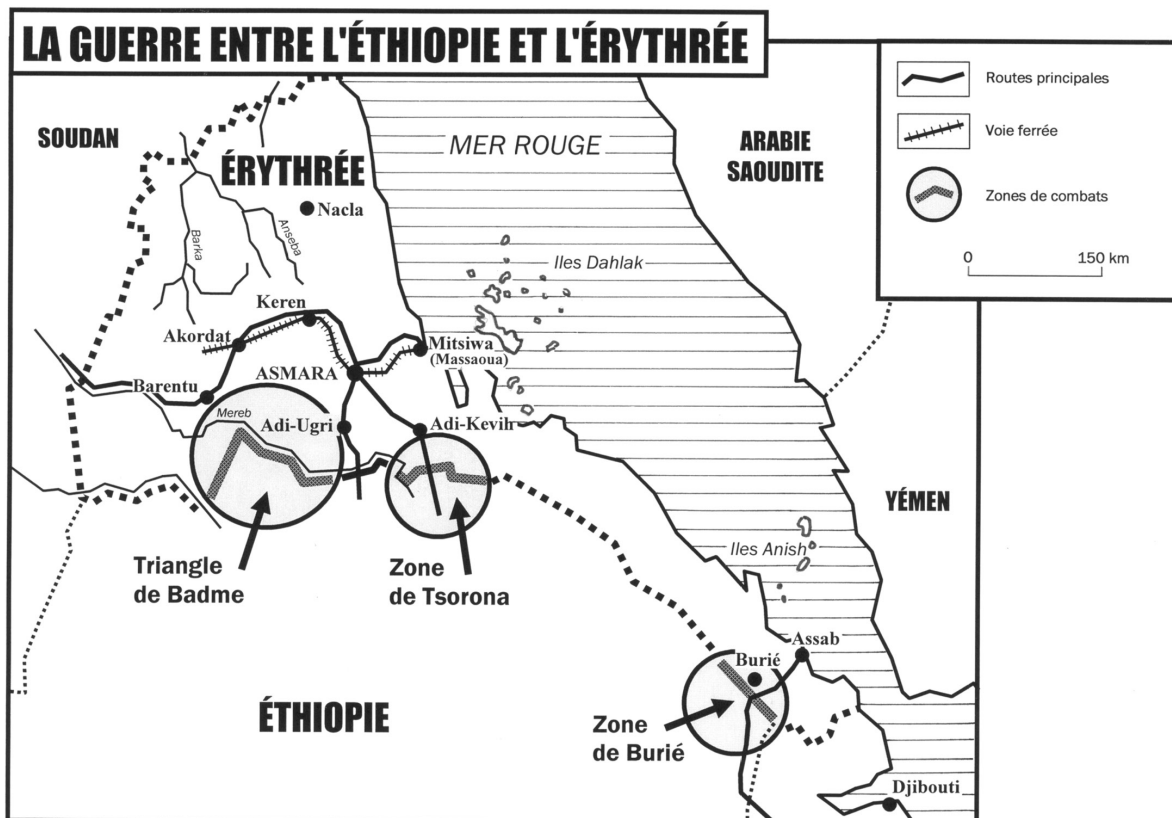 LA GUERRE ENTRE L'ÉTHIOPIE ET L'ÉRYTHRÉE
Routes principales
Voie ferrée
Zones de combats
0 150 km
SOUDAN
ÉRYTHRÉE
MER ROUGE
ARABIE
SAOUDITE
Nacla
Barka
Anseba
Iles Dahlak
Keren
Akordat
Mitsiwa
(Massaoua)
ASMARA
Barentu
Mereb
Adi-Ugri
Adi-Kevih
YÉMEN
Iles Anish
Triangle
de Badme
Zone
de Tsorona
Assab
Burié
ÉTHIOPIE
Zone
de Burié
Djibouti